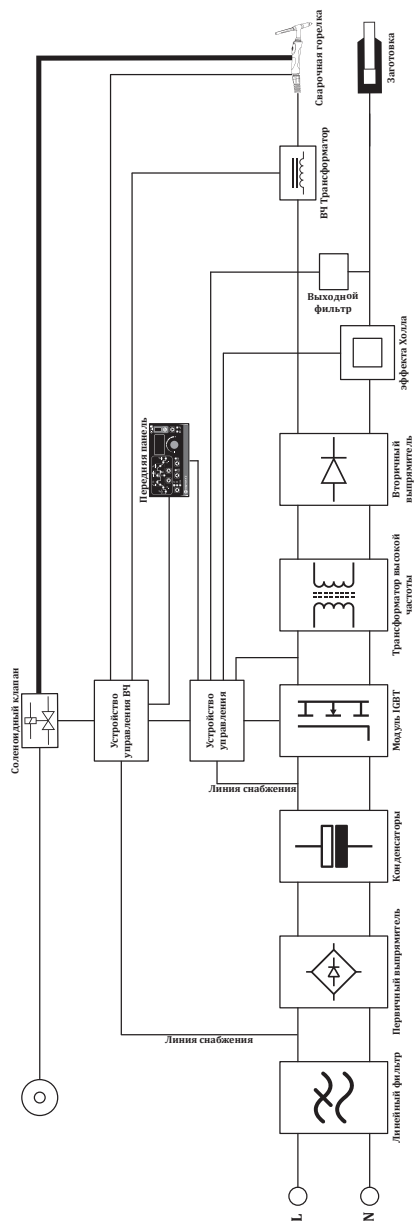 Соленоидный клапан
Устройство
управления ВЧ
Передняя панель
Устройство
управления
Линия снабжения
Линия снабжения
L
N
Линейный фильтр
Первичный выпрямитель
Конденсаторы
Модуль IGBT
Трансформатор высокой
частоты
Вторичный
выпрямитель
эффекта Холла
Выходной
фильтр
ВЧ Трансформатор
Сварочная горелка
Заготовка